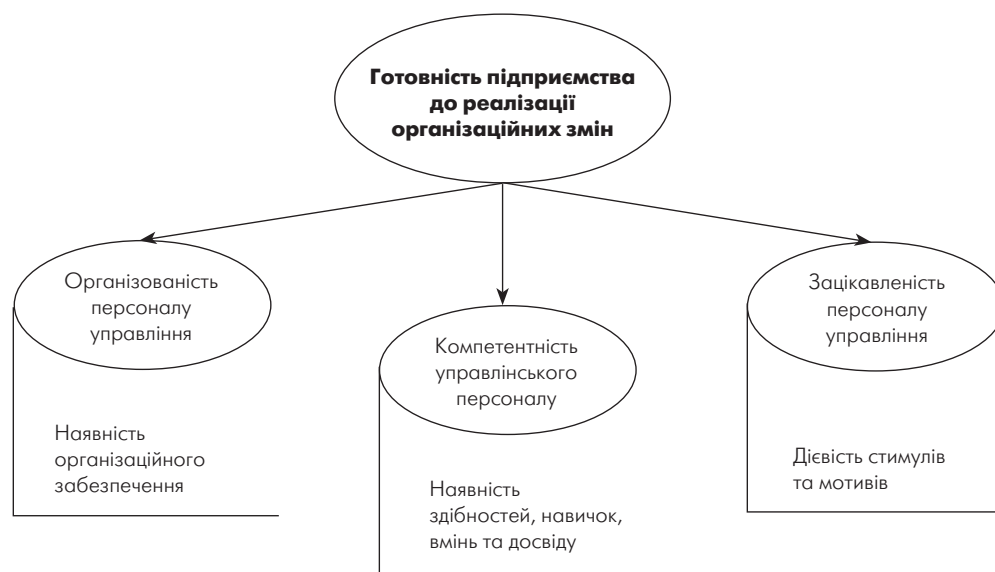 Готовність підприємства
до реалізації
організаційних змін
Організованість
персоналу
управління
Наявність
організаційного
забезпечення
Компетентність
управлінського
персоналу
Наявність
здібностей, навичок,
вмінь та досвіду
Зацікавленість
персоналу
управління
Дієвість стимулів
та мотивів